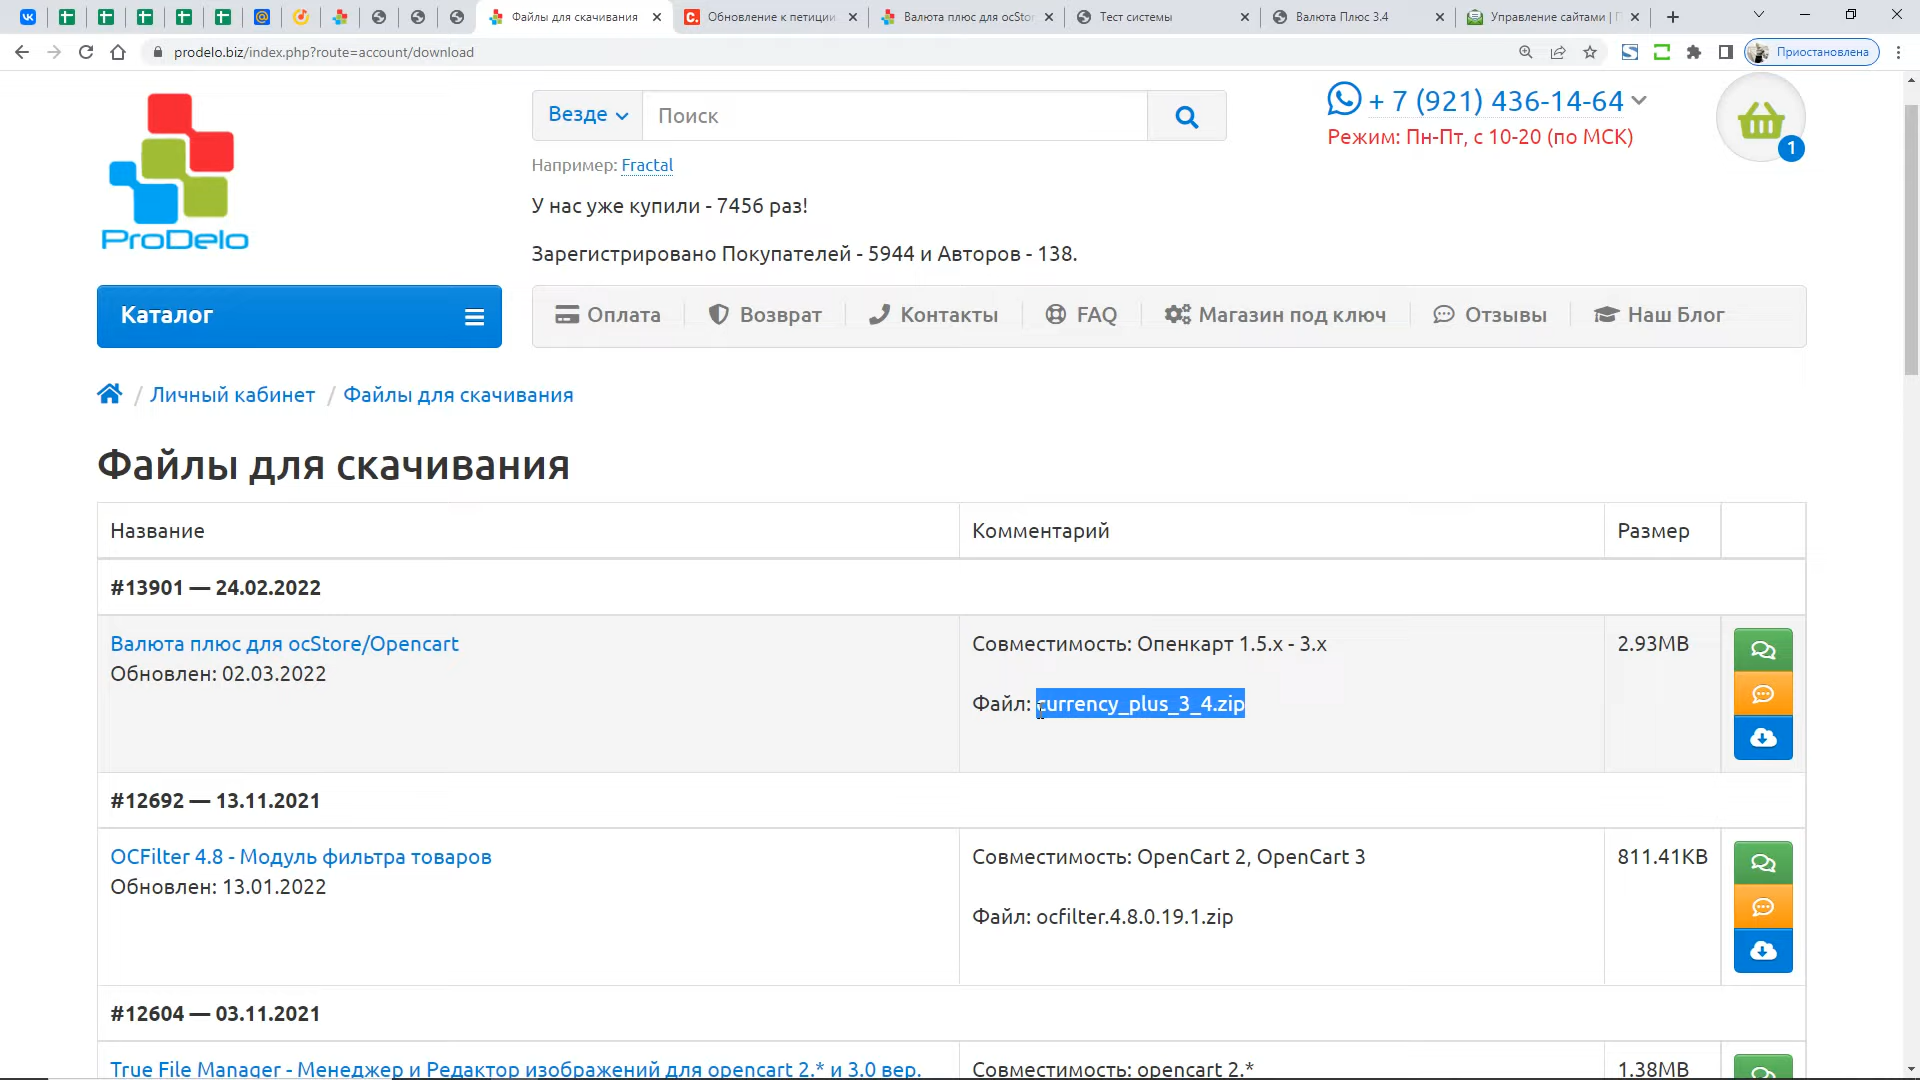 Файлы для скачивания
Обновление к петиции
Валюта плюс для ocStor
Тест системы
Валюта Плюс 3.4
Управление сайтами |
prodelo.biz/index.php?route=account/download
Приостановлена
ProDelo
Везде
Поиск
+ 7 (921) 436-14-64
Режим: Пн-Пт, с 10-20 (по МСК)
1
Например: Fractal
У нас уже купили - 7456 раз!
Зарегистрировано Покупателей - 5944 и Авторов - 138.
Каталог
Оплата
Возврат
Контакты
FAQ
Магазин под ключ
Отзывы
Наш Блог
/ Личный кабинет / Файлы для скачивания
Файлы для скачивания
Название
Комментарий
Размер
#13901 — 24.02.2022
Валюта плюс для ocStore/Opencart
Обновлен: 02.03.2022
Совместимость: Опенкарт 1.5.x - 3.x
Файл: currency_plus_3_4.zip
2.93MB
#12692 — 13.11.2021
OCFilter 4.8 - Модуль фильтра товаров
Обновлен: 13.01.2022
Совместимость: OpenCart 2, OpenCart 3
Файл: ocfilter.4.8.0.19.1.zip
811.41KB
#12604 — 03.11.2021
True File Manager - Менеджер и Редактор изображений для opencart 2.* и 3.0 вер.
Совместимость: opencart 2.*
1.38MB